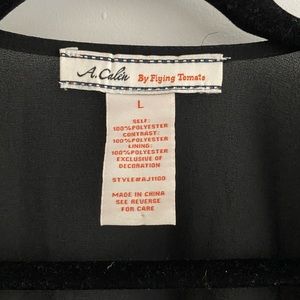 A. Calin By Flying Tomato
L
SELF:
100%POLYESTER
CONTRAST:
100%POLYESTER
LINING:
100%POLYESTER
EXCLUSIVE OF
DECORATION
STYLE#AJ1100
MADE IN CHINA
SEE REVERSE
FOR CARE